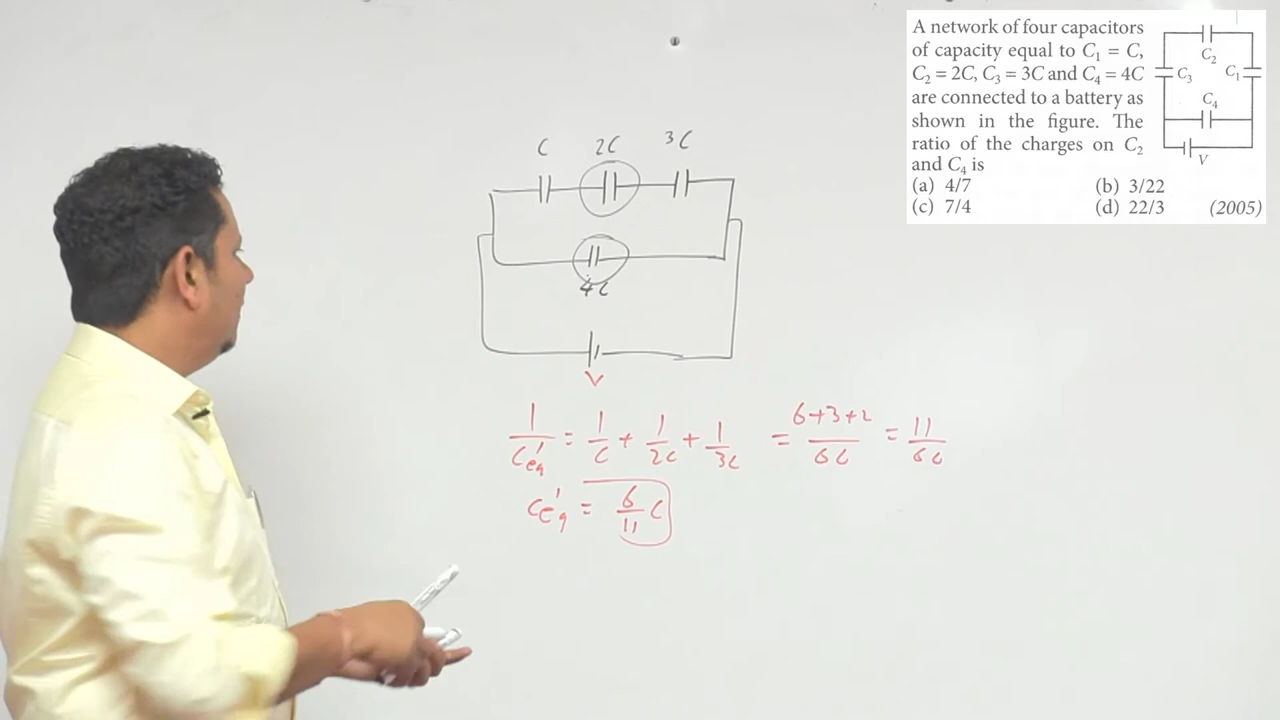 A network of four capacitors
of capacity equal to C₁ = C,
C₂ = 2C, C₃ = 3C and C₄ = 4C
are connected to a battery as
shown in the figure. The
ratio of the charges on C₂
and C₄ is
(a) 4/7 (b) 3/22
(c) 7/4 (d) 22/3 (2005)
C₂
C₃ C₁
C₄
V
C 2C 3C
4C
V
1/C'eq = 1/C + 1/2C + 1/3C = 6+3+2/6C = 11/6C
C'eq = 6/11 C